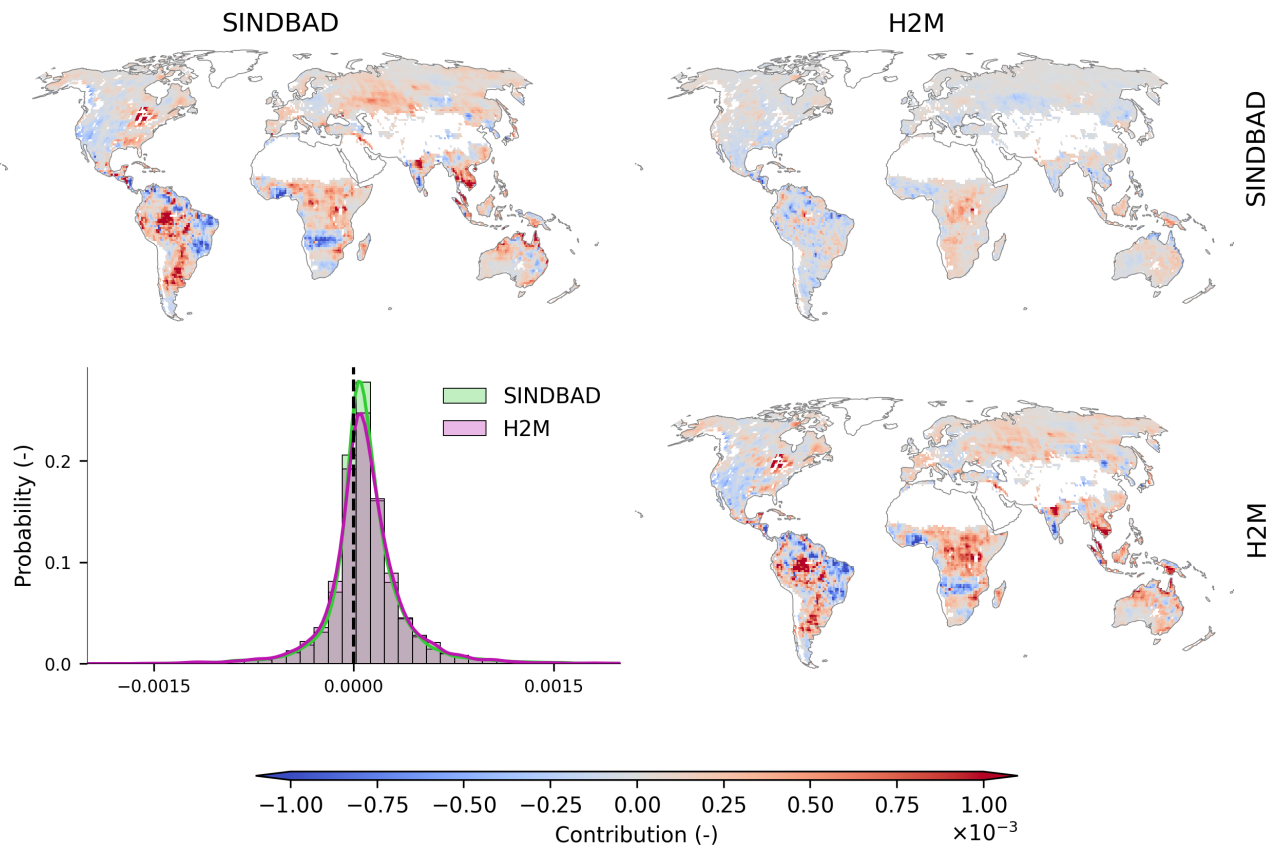 SINDBAD
H2M
SINDBAD
SINDBAD
H2M
Probability (-)
0.2
0.1
0.0
−0.0015
0.0000
0.0015
H2M
−1.00
−0.75
−0.50
−0.25
0.00
0.25
0.50
0.75
1.00
Contribution (-)
×10⁻³